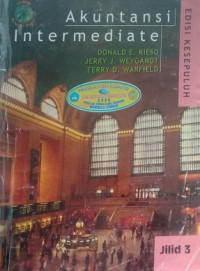 Akuntansi
Intermediate
DONALD E. KIESO
JERRY J. WEYGANDT
TERRY D. WARFIELD
EDISI KESEPULUH
Jilid 3